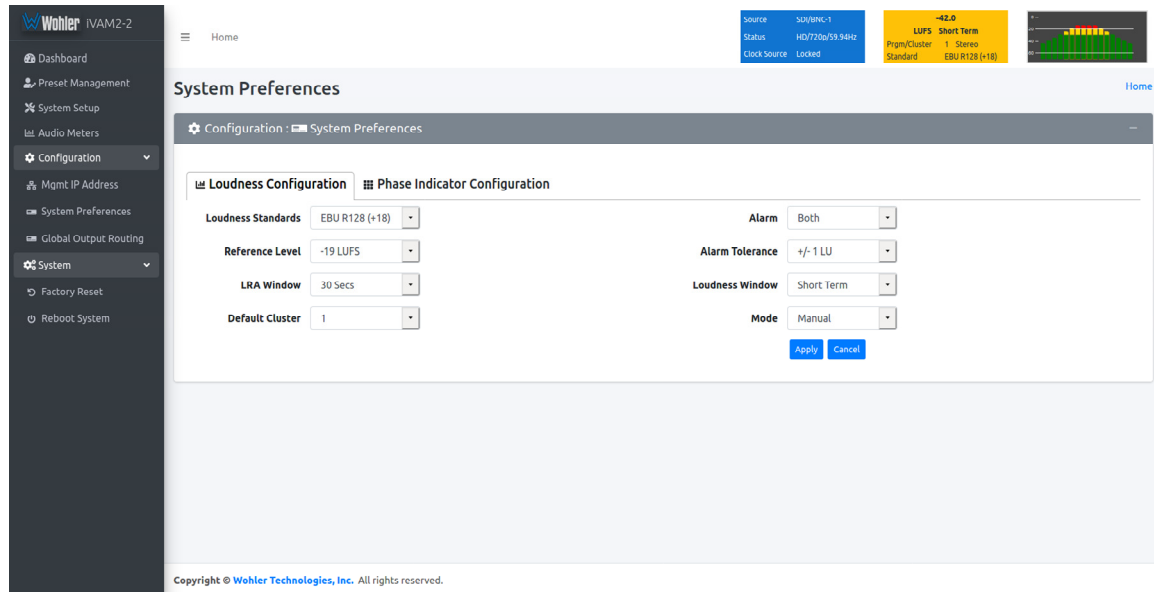 Wohler iVAM2-2
Dashboard
Preset Management
System Setup
Audio Meters
Configuration
Mgmt IP Address
System Preferences
Global Output Routing
System
Factory Reset
Reboot System
Home
Source SDI/BNC-1
Status HD/720p/59.94Hz
Clock Source Locked
-42.0
LUFS Short Term
Prgm/Cluster 1 Stereo
Standard EBU R128 (+18)
System Preferences
Home
Configuration : System Preferences
Loudness Configuration
Phase Indicator Configuration
Loudness Standards EBU R128 (+18)
Alarm Both
Reference Level -19 LUFS
Alarm Tolerance +/- 1 LU
LRA Window 30 Secs
Loudness Window Short Term
Default Cluster 1
Mode Manual
Apply Cancel
Copyright © Wohler Technologies, Inc. All rights reserved.